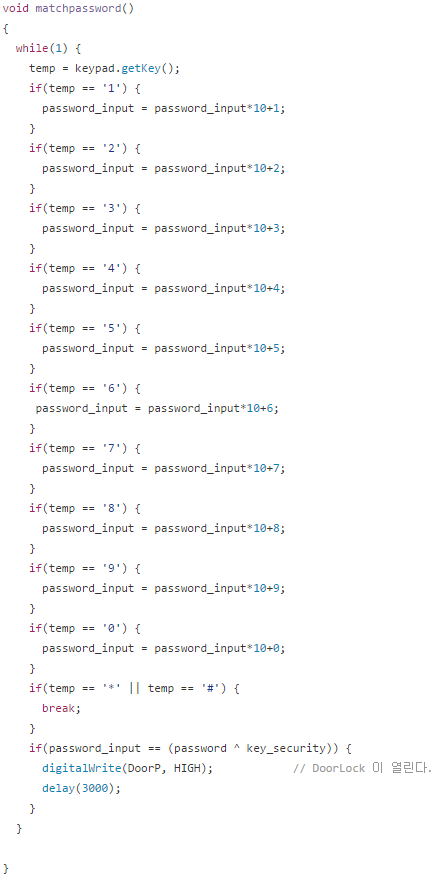 void matchpassword()
{
  while(1) {
    temp = keypad.getKey();
    if(temp == '1') {
      password_input = password_input*10+1;
    }
    if(temp == '2') {
      password_input = password_input*10+2;
    }
    if(temp == '3') {
      password_input = password_input*10+3;
    }
    if(temp == '4') {
      password_input = password_input*10+4;
    }
    if(temp == '5') {
      password_input = password_input*10+5;
    }
    if(temp == '6') {
     password_input = password_input*10+6;
    }
    if(temp == '7') {
      password_input = password_input*10+7;
    }
    if(temp == '8') {
      password_input = password_input*10+8;
    }
    if(temp == '9') {
      password_input = password_input*10+9;
    }
    if(temp == '0') {
      password_input = password_input*10+0;
    }
    if(temp == '*' || temp == '#') {
      break;
    }
    if(password_input == (password ^ key_security)) {
      digitalWrite(DoorP, HIGH);            // DoorLock 이 열린다.
      delay(3000);
    }
  }
}